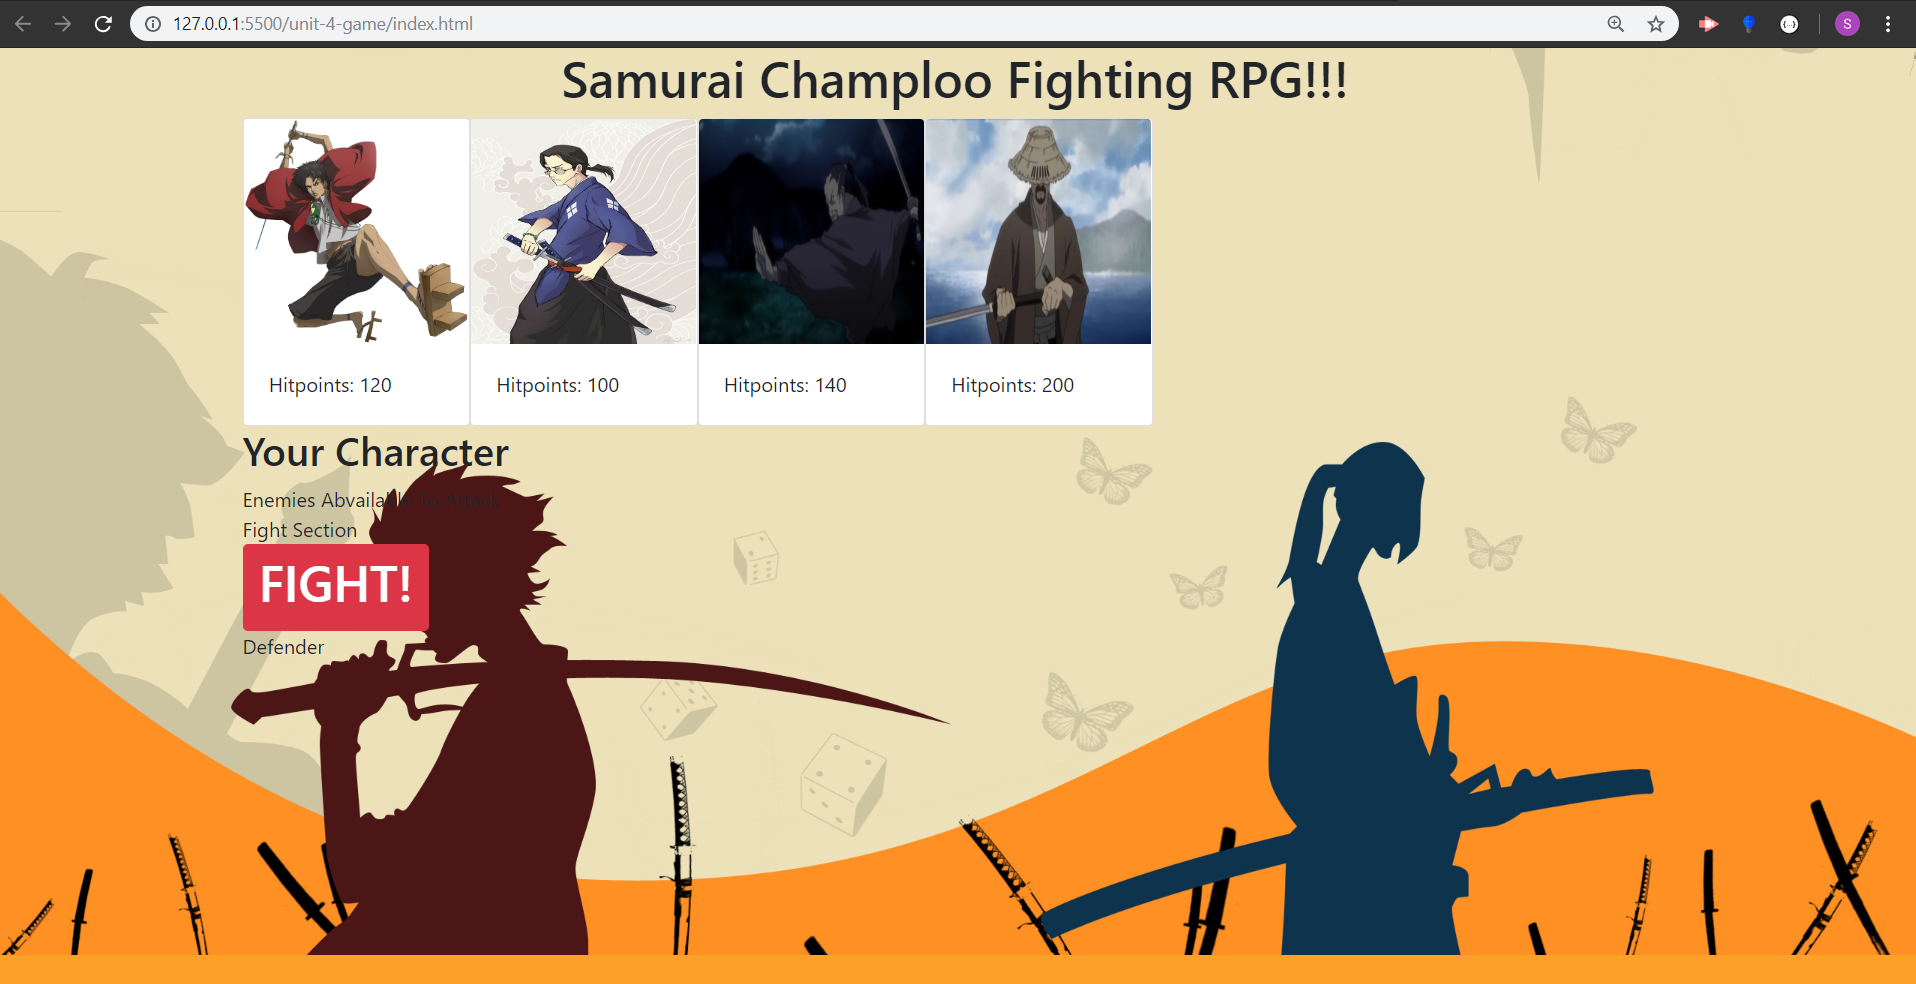 127.0.0.1:5500/unit-4-game/index.html
S
Samurai Champloo Fighting RPG!!!
Hitpoints: 120
Hitpoints: 100
Hitpoints: 140
Hitpoints: 200
Your Character
Enemies Abvailable To Attack
Fight Section
FIGHT!
Defender